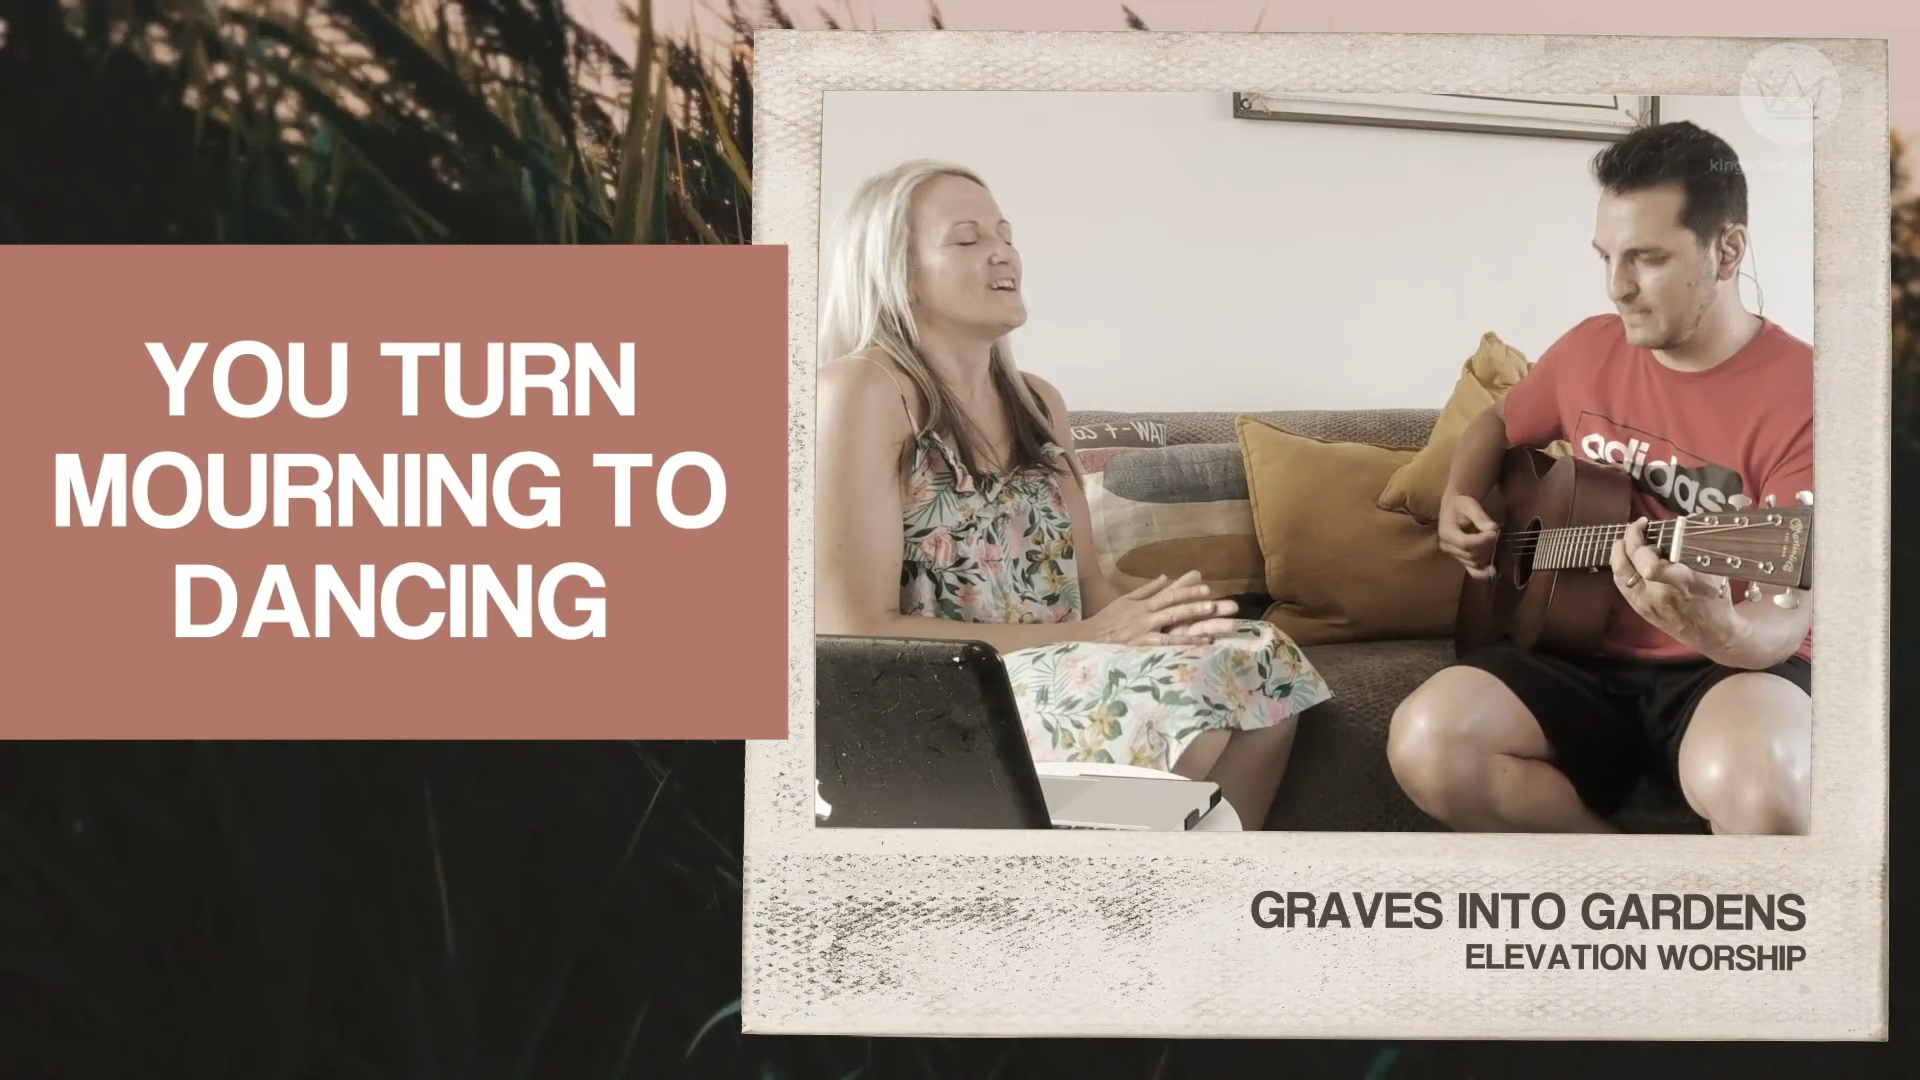 YOU TURN
MOURNING TO
DANCING
adidas
GRAVES INTO GARDENS
ELEVATION WORSHIP